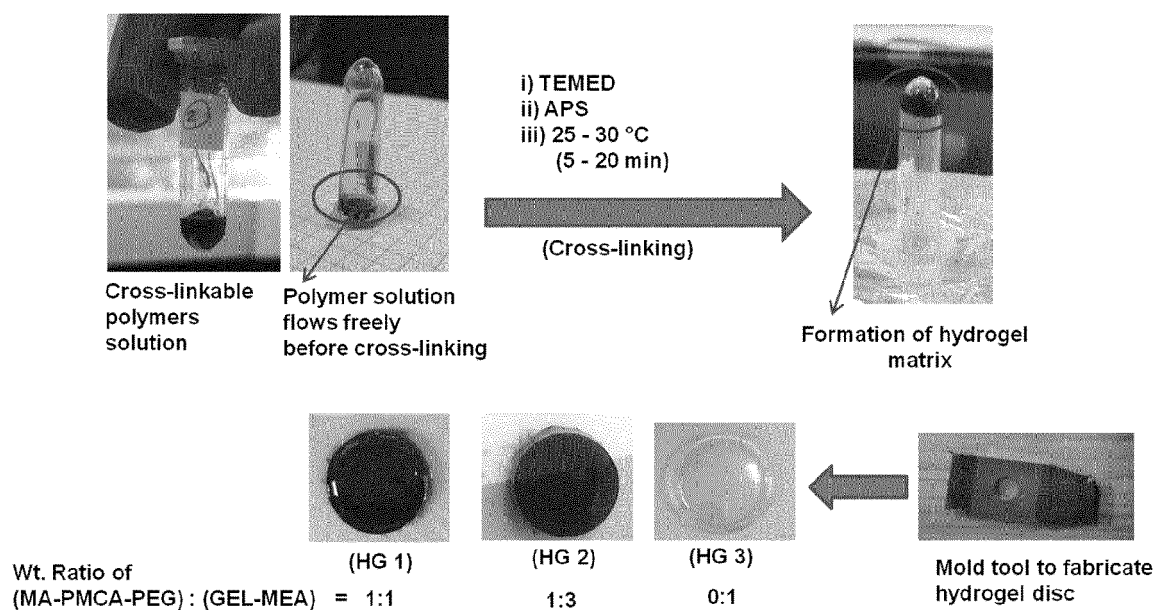 i) TEMED
ii) APS
iii) 25 - 30 °C
(5 - 20 min)
(Cross-linking)
Cross-linkable
polymers
solution
Polymer solution
flows freely
before cross-linking
Formation of hydrogel
matrix
(HG 1)
(HG 2)
(HG 3)
Mold tool to fabricate
hydrogel disc
Wt. Ratio of
(MA-PMCA-PEG) : (GEL-MEA) = 1:1 1:3 0:1